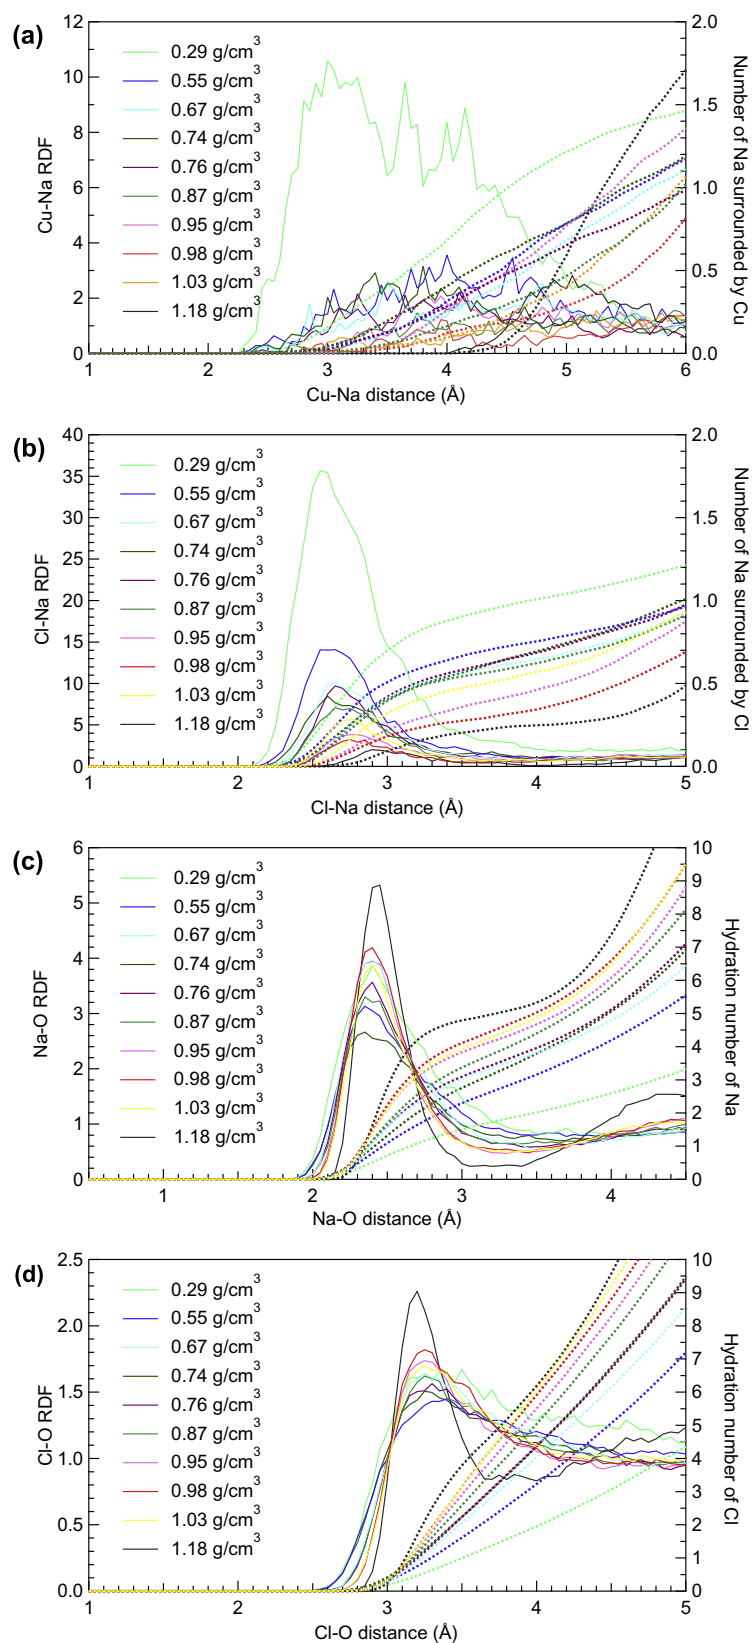 (a)
12
10
8
6
4
2
0
Cu-Na RDF
0.29 g/cm³
0.55 g/cm³
0.67 g/cm³
0.74 g/cm³
0.76 g/cm³
0.87 g/cm³
0.95 g/cm³
0.98 g/cm³
1.03 g/cm³
1.18 g/cm³
2.0
1.5
1.0
0.5
0.0
Number of Na surrounded by Cu
1 2 3 4 5 6
Cu-Na distance (Å)
(b)
40
35
30
25
20
15
10
5
0
Cl-Na RDF
0.29 g/cm³
0.55 g/cm³
0.67 g/cm³
0.74 g/cm³
0.76 g/cm³
0.87 g/cm³
0.95 g/cm³
0.98 g/cm³
1.03 g/cm³
1.18 g/cm³
2.0
1.5
1.0
0.5
0.0
Number of Na surrounded by Cl
1 2 3 4 5
Cl-Na distance (Å)
(c)
6
5
4
3
2
1
0
Na-O RDF
0.29 g/cm³
0.55 g/cm³
0.67 g/cm³
0.74 g/cm³
0.76 g/cm³
0.87 g/cm³
0.95 g/cm³
0.98 g/cm³
1.03 g/cm³
1.18 g/cm³
10
9
8
7
6
5
4
3
2
1
0
Hydration number of Na
1 2 3 4
Na-O distance (Å)
(d)
2.5
2.0
1.5
1.0
0.5
0.0
Cl-O RDF
0.29 g/cm³
0.55 g/cm³
0.67 g/cm³
0.74 g/cm³
0.76 g/cm³
0.87 g/cm³
0.95 g/cm³
0.98 g/cm³
1.03 g/cm³
1.18 g/cm³
10
9
8
7
6
5
4
3
2
1
0
Hydration number of Cl
1 2 3 4 5
Cl-O distance (Å)